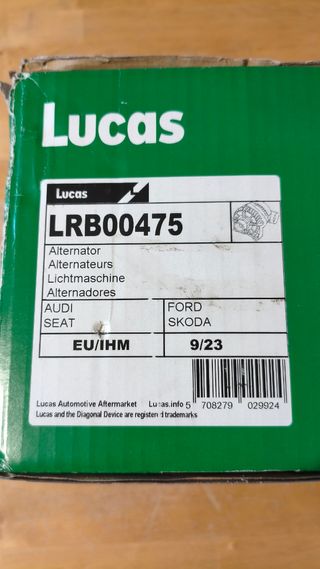 Lucas
Lucas
LRB00475
Alternator
Alternateurs
Lichtmaschine
Alternadores
AUDI FORD
SEAT SKODA
EU/IHM 9/23
Lucas Automotive Aftermarket Lucas.info
Lucas and the Diagonal Device are registered trademarks
5 708279 029924